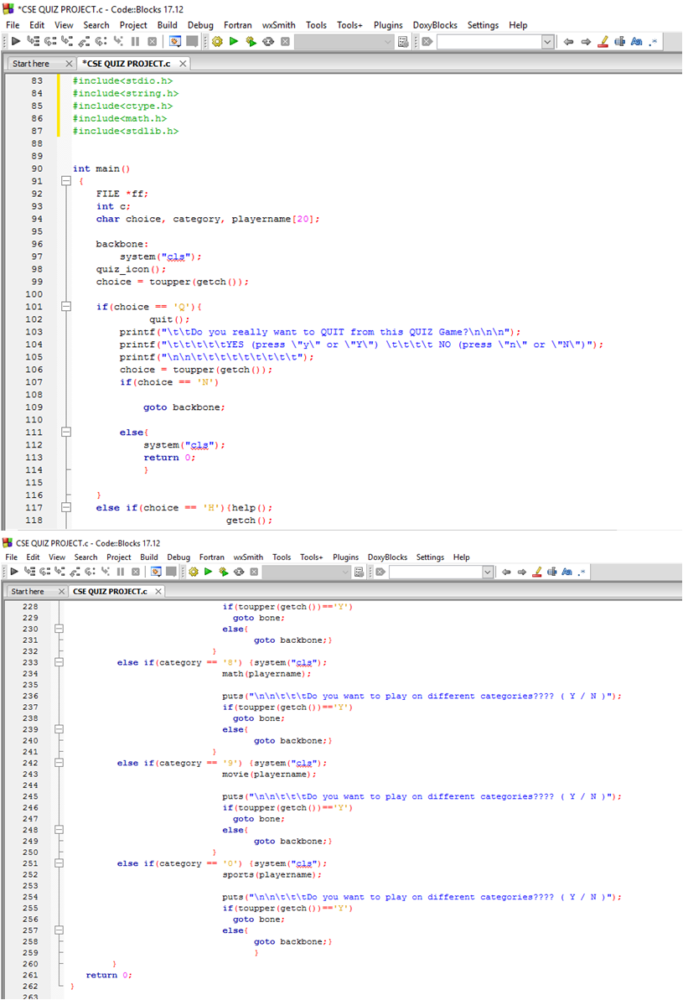 *CSE QUIZ PROJECT.c - Code::Blocks 17.12
File Edit View Search Project Build Debug Fortran wxSmith Tools Tools+ Plugins DoxyBlocks Settings Help
Start here × *CSE QUIZ PROJECT.c ×
83 #include<stdio.h>
84 #include<string.h>
85 #include<ctype.h>
86 #include<math.h>
87 #include<stdlib.h>
88
89
90 int main()
91 {
92 FILE *ff;
93 int c;
94 char choice, category, playername[20];
95
96 backbone:
97 system("cls");
98 quiz_icon();
99 choice = toupper(getch());
100
101 if(choice == 'Q'){
102 quit();
103 printf("\t\tDo you really want to QUIT from this QUIZ Game?\n\n\n");
104 printf("\t\t\t\t\tYES (press \"y\" or \"Y\") \t\t\t\t NO (press \"n\" or \"N\")");
105 printf("\n\n\t\t\t\t\t\t\t\t\t");
106 choice = toupper(getch());
107 if(choice == 'N')
108
109 goto backbone;
110
111 else{
112 system("cls");
113 return 0;
114 }
115
116 }
117 else if(choice == 'H'){help();
118 getch();
CSE QUIZ PROJECT.c - Code::Blocks 17.12
File Edit View Search Project Build Debug Fortran wxSmith Tools Tools+ Plugins DoxyBlocks Settings Help
Start here × CSE QUIZ PROJECT.c ×
228 if(toupper(getch())=='Y')
229 goto bone;
230 else{
231 goto backbone;}
232 }
233 else if(category == '8') {system("cls");
234 math(playername);
235
236 puts("\n\n\t\t\tDo you want to play on different categories???? ( Y / N )");
237 if(toupper(getch())=='Y')
238 goto bone;
239 else{
240 goto backbone;}
241 }
242 else if(category == '9') {system("cls");
243 movie(playername);
244
245 puts("\n\n\t\t\tDo you want to play on different categories???? ( Y / N )");
246 if(toupper(getch())=='Y')
247 goto bone;
248 else{
249 goto backbone;}
250 }
251 else if(category == '0') {system("cls");
252 sports(playername);
253
254 puts("\n\n\t\t\tDo you want to play on different categories???? ( Y / N )");
255 if(toupper(getch())=='Y')
256 goto bone;
257 else{
258 goto backbone;}
259 }
260 }
261 return 0;
262 }
263